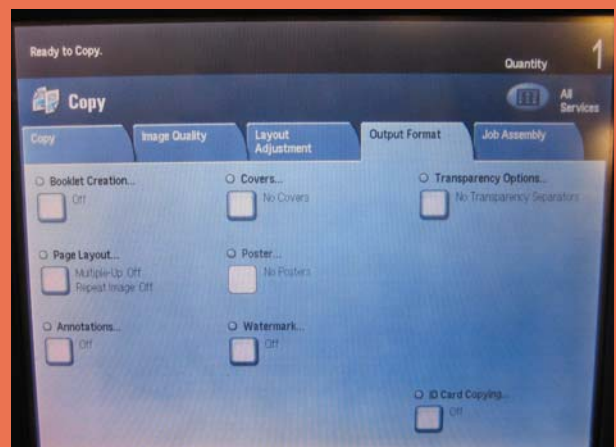 Ready to Copy.
Quantity
1
Copy
All
Services
Copy
Image Quality
Layout
Adjustment
Output Format
Job Assembly
Booklet Creation...
Off
Covers...
No Covers
Transparency Options...
No Transparency Separators
Page Layout...
Multiple-Up: Off
Repeat Image: Off
Poster...
No Posters
Annotations...
Off
Watermark...
Off
ID Card Copying...
Off